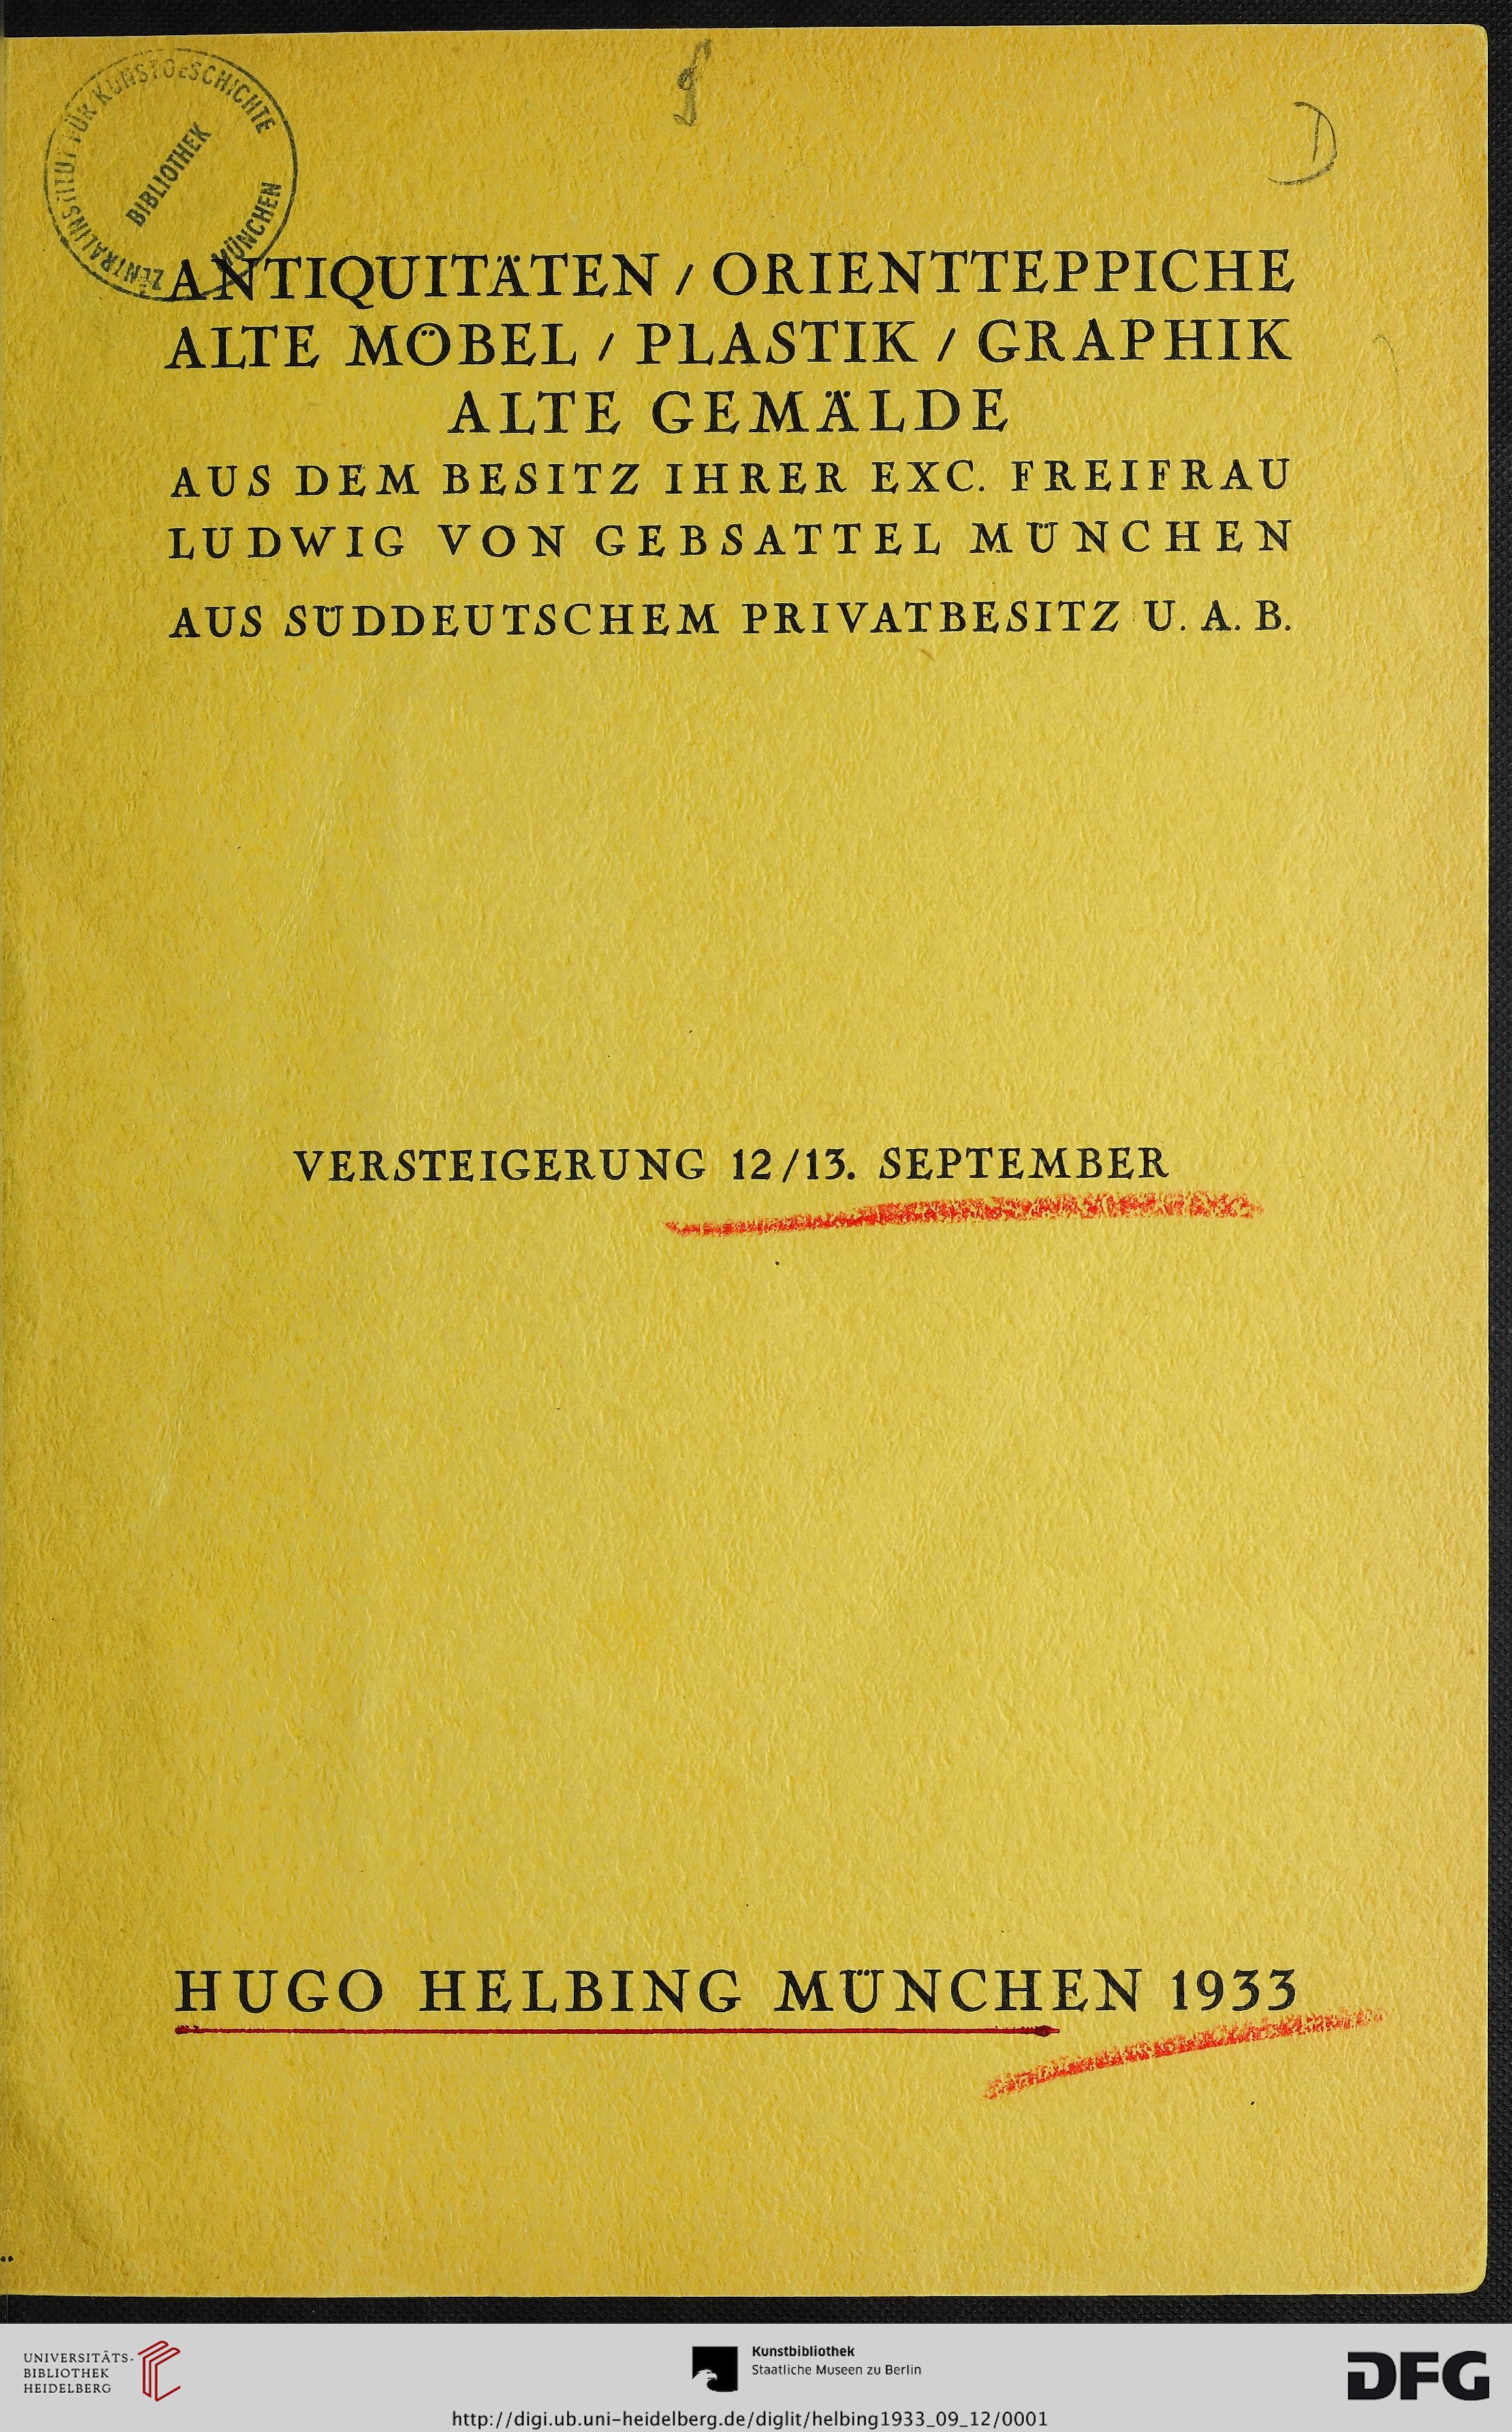 ZENTRALINSTITUT FÜR KUNSTGESCHICHTE
BIBLIOTHEK
MÜNCHEN
D
ANTIQUITÄTEN / ORIENTTEPPICHE
ALTE MÖBEL / PLASTIK / GRAPHIK
ALTE GEMÄLDE
AUS DEM BESITZ IHRER EXC. FREIFRAU
LUDWIG VON GEBSATTEL MÜNCHEN
AUS SÜDDEUTSCHEM PRIVATBESITZ U. A. B.
VERSTEIGERUNG 12/13. SEPTEMBER
HUGO HELBING MÜNCHEN 1933
UNIVERSITÄTS-
BIBLIOTHEK
HEIDELBERG
Kunstbibliothek
Staatliche Museen zu Berlin
DFG
http://digi.ub.uni-heidelberg.de/diglit/helbing1933_09_12/0001